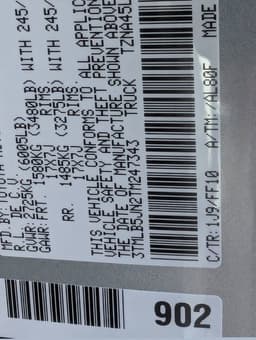 MFD.BY:TOYOTA
R.L. DE C.V.
GVWR: 2725KG (6005LB)
GAWR:FRT. 1580KG (3480LB) WITH 245/
17X7J RIMS
RR. 1485KG (3275LB) WITH 245/
17X7J RIMS
THIS VEHICLE CONFORMS TO ALL APPLIC
VEHICLE SAFETY AND THEFT PREVENTION
THE DATE OF MANUFACTURE SHOWN ABOVE
3TMLB5JN2TM247343 TRUCK TZNA45L
C/TR:1J9/FF10 A/TM:/AL80F MADE
902